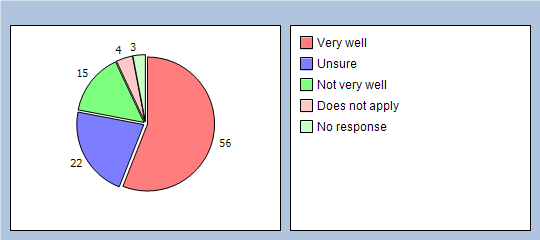 4
3
15
22
56
Very well
Unsure
Not very well
Does not apply
No response